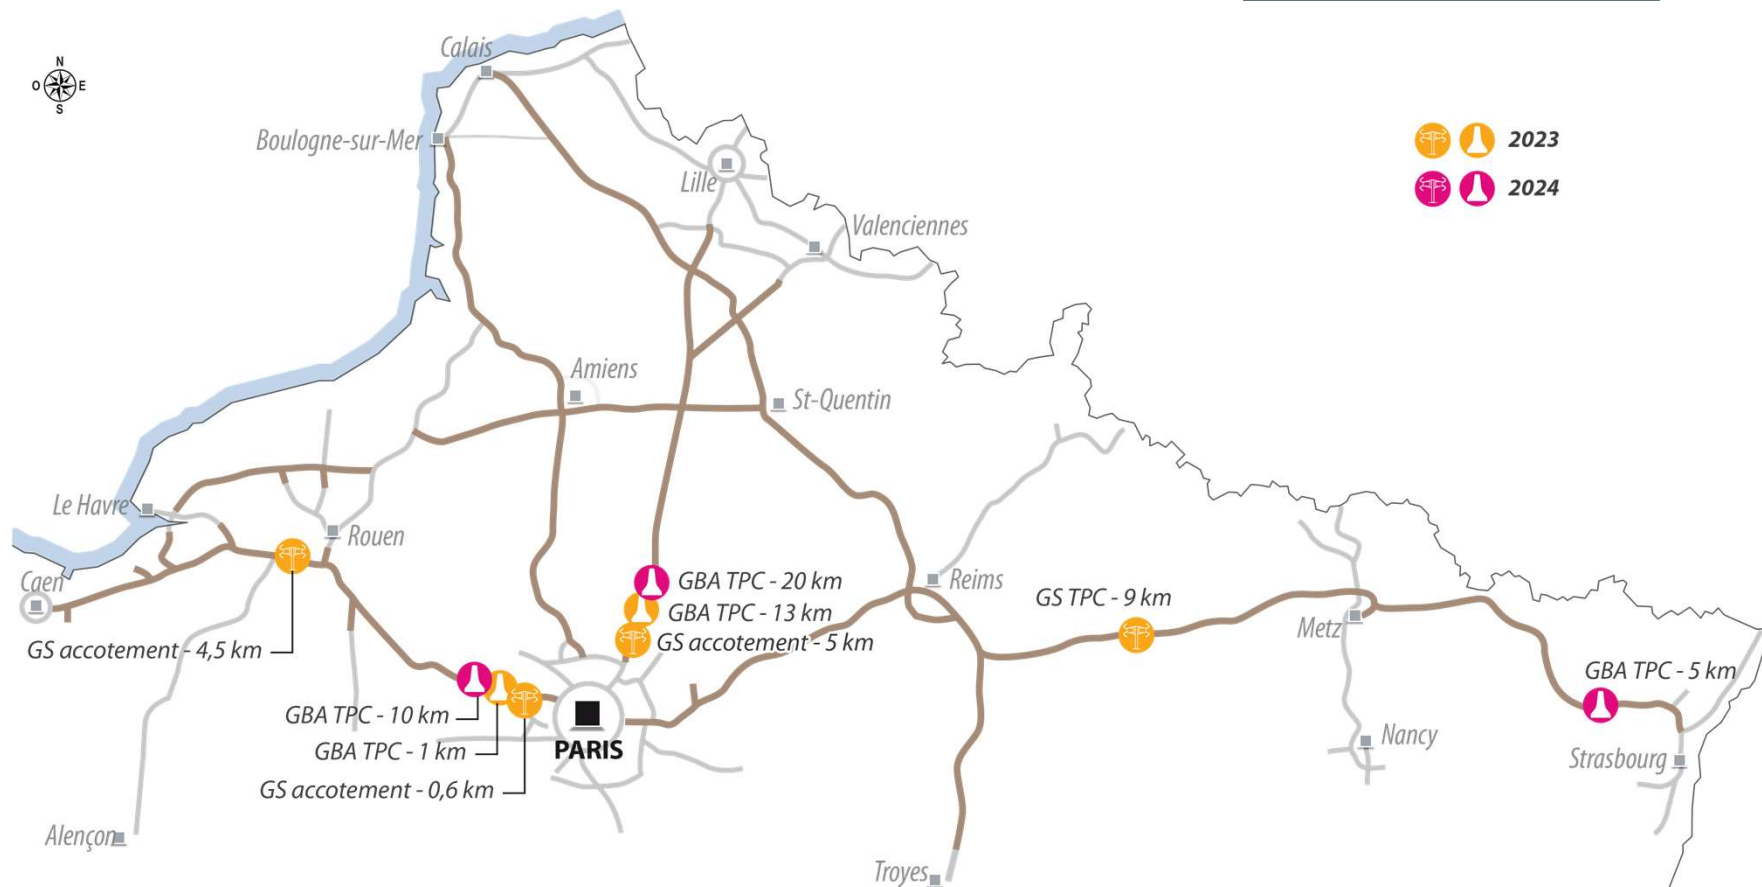 N
O E
S
Calais
Boulogne-sur-Mer
Lille
Valenciennes
2023
2024
Amiens
St-Quentin
Le Havre
Rouen
Caen
Reims
Metz
Nancy
Strasbourg
Alençon
Troyes
PARIS
GS accotement - 4,5 km
GBA TPC - 20 km
GBA TPC - 13 km
GS accotement - 5 km
GS TPC - 9 km
GBA TPC - 5 km
GBA TPC - 10 km
GBA TPC - 1 km
GS accotement - 0,6 km